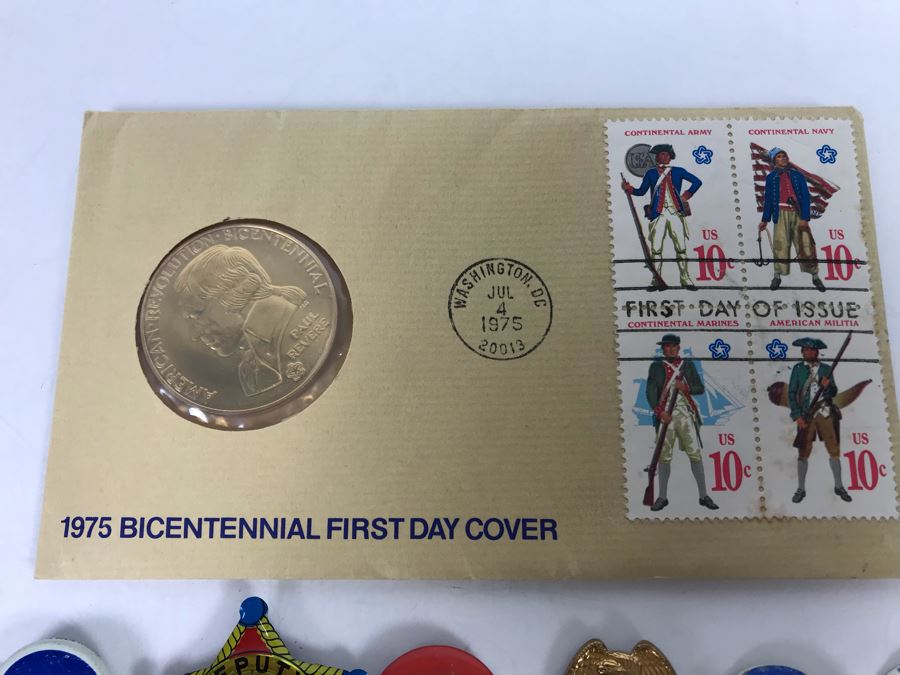 AMERICAN REVOLUTION · BICENTENNIAL
PAUL
REVERE
WASHINGTON, DC
JUL
4
1975
20013
CONTINENTAL ARMY
US
10c
CONTINENTAL NAVY
US
10c
FIRST DAY OF ISSUE
CONTINENTAL MARINES
US
10c
AMERICAN MILITIA
US
10c
1975 BICENTENNIAL FIRST DAY COVER